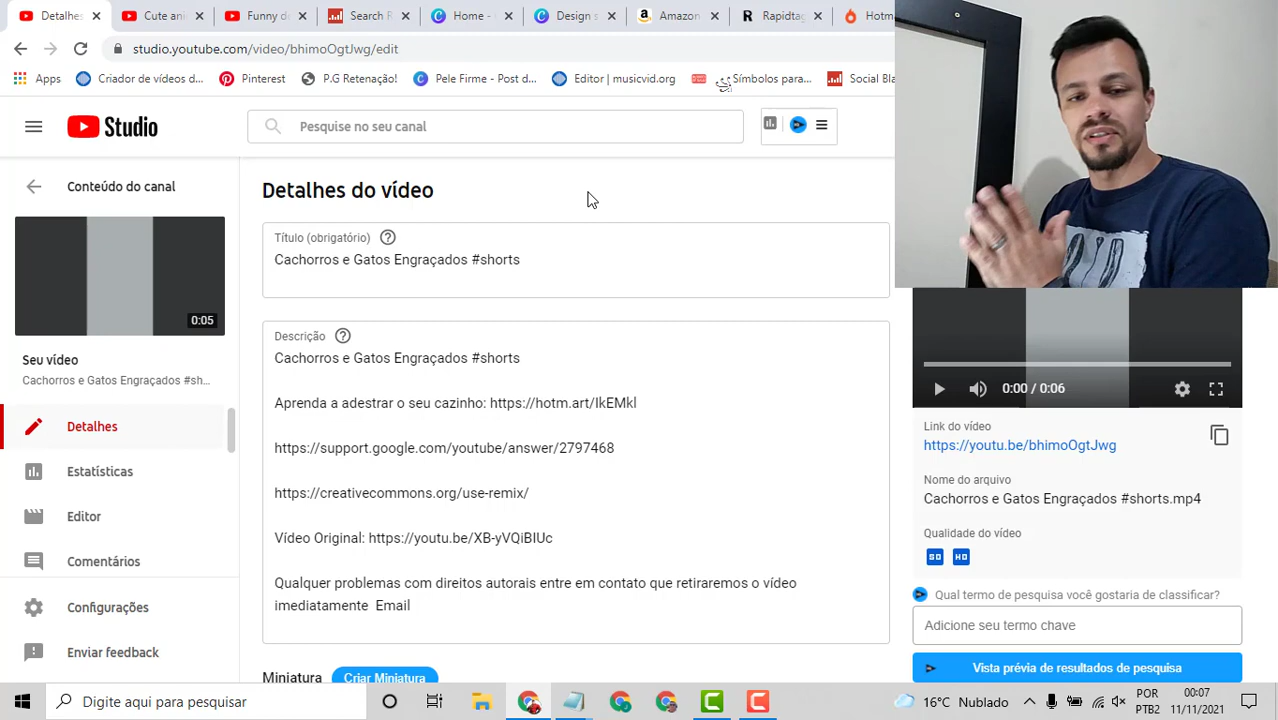 Detalhes
Cute ani
Funny d
Search R
Home -
Design s
Amazon
Rapidtag
Hotm
studio.youtube.com/video/bhimoOgtJwg/edit
Apps
Criador de vídeos d...
Pinterest
P.G Retenação!
Pele Firme - Post d...
Editor | musicvid.org
Símbolos para...
Social Bla
Studio
Pesquise no seu canal
Conteúdo do canal
0:05
Seu vídeo
Cachorros e Gatos Engraçados #sh...
Detalhes
Estatísticas
Editor
Comentários
Configurações
Enviar feedback
Detalhes do vídeo
Título (obrigatório)
Cachorros e Gatos Engraçados #shorts
Descrição
Cachorros e Gatos Engraçados #shorts
Aprenda a adestrar o seu cazinho: https://hotm.art/IkEMkl
https://support.google.com/youtube/answer/2797468
https://creativecommons.org/use-remix/
Vídeo Original: https://youtu.be/XB-yVQiBIUc
Qualquer problemas com direitos autorais entre em contato que retiraremos o vídeo
imediatamente Email
Miniatura
Criar Miniatura
0:00 / 0:06
Link do vídeo
https://youtu.be/bhimoOgtJwg
Nome do arquivo
Cachorros e Gatos Engraçados #shorts.mp4
Qualidade do vídeo
SD HD
Qual termo de pesquisa você gostaria de classificar?
Adicione seu termo chave
Vista prévia de resultados de pesquisa
Digite aqui para pesquisar
16°C Nublado
POR
PTB2
00:07
11/11/2021